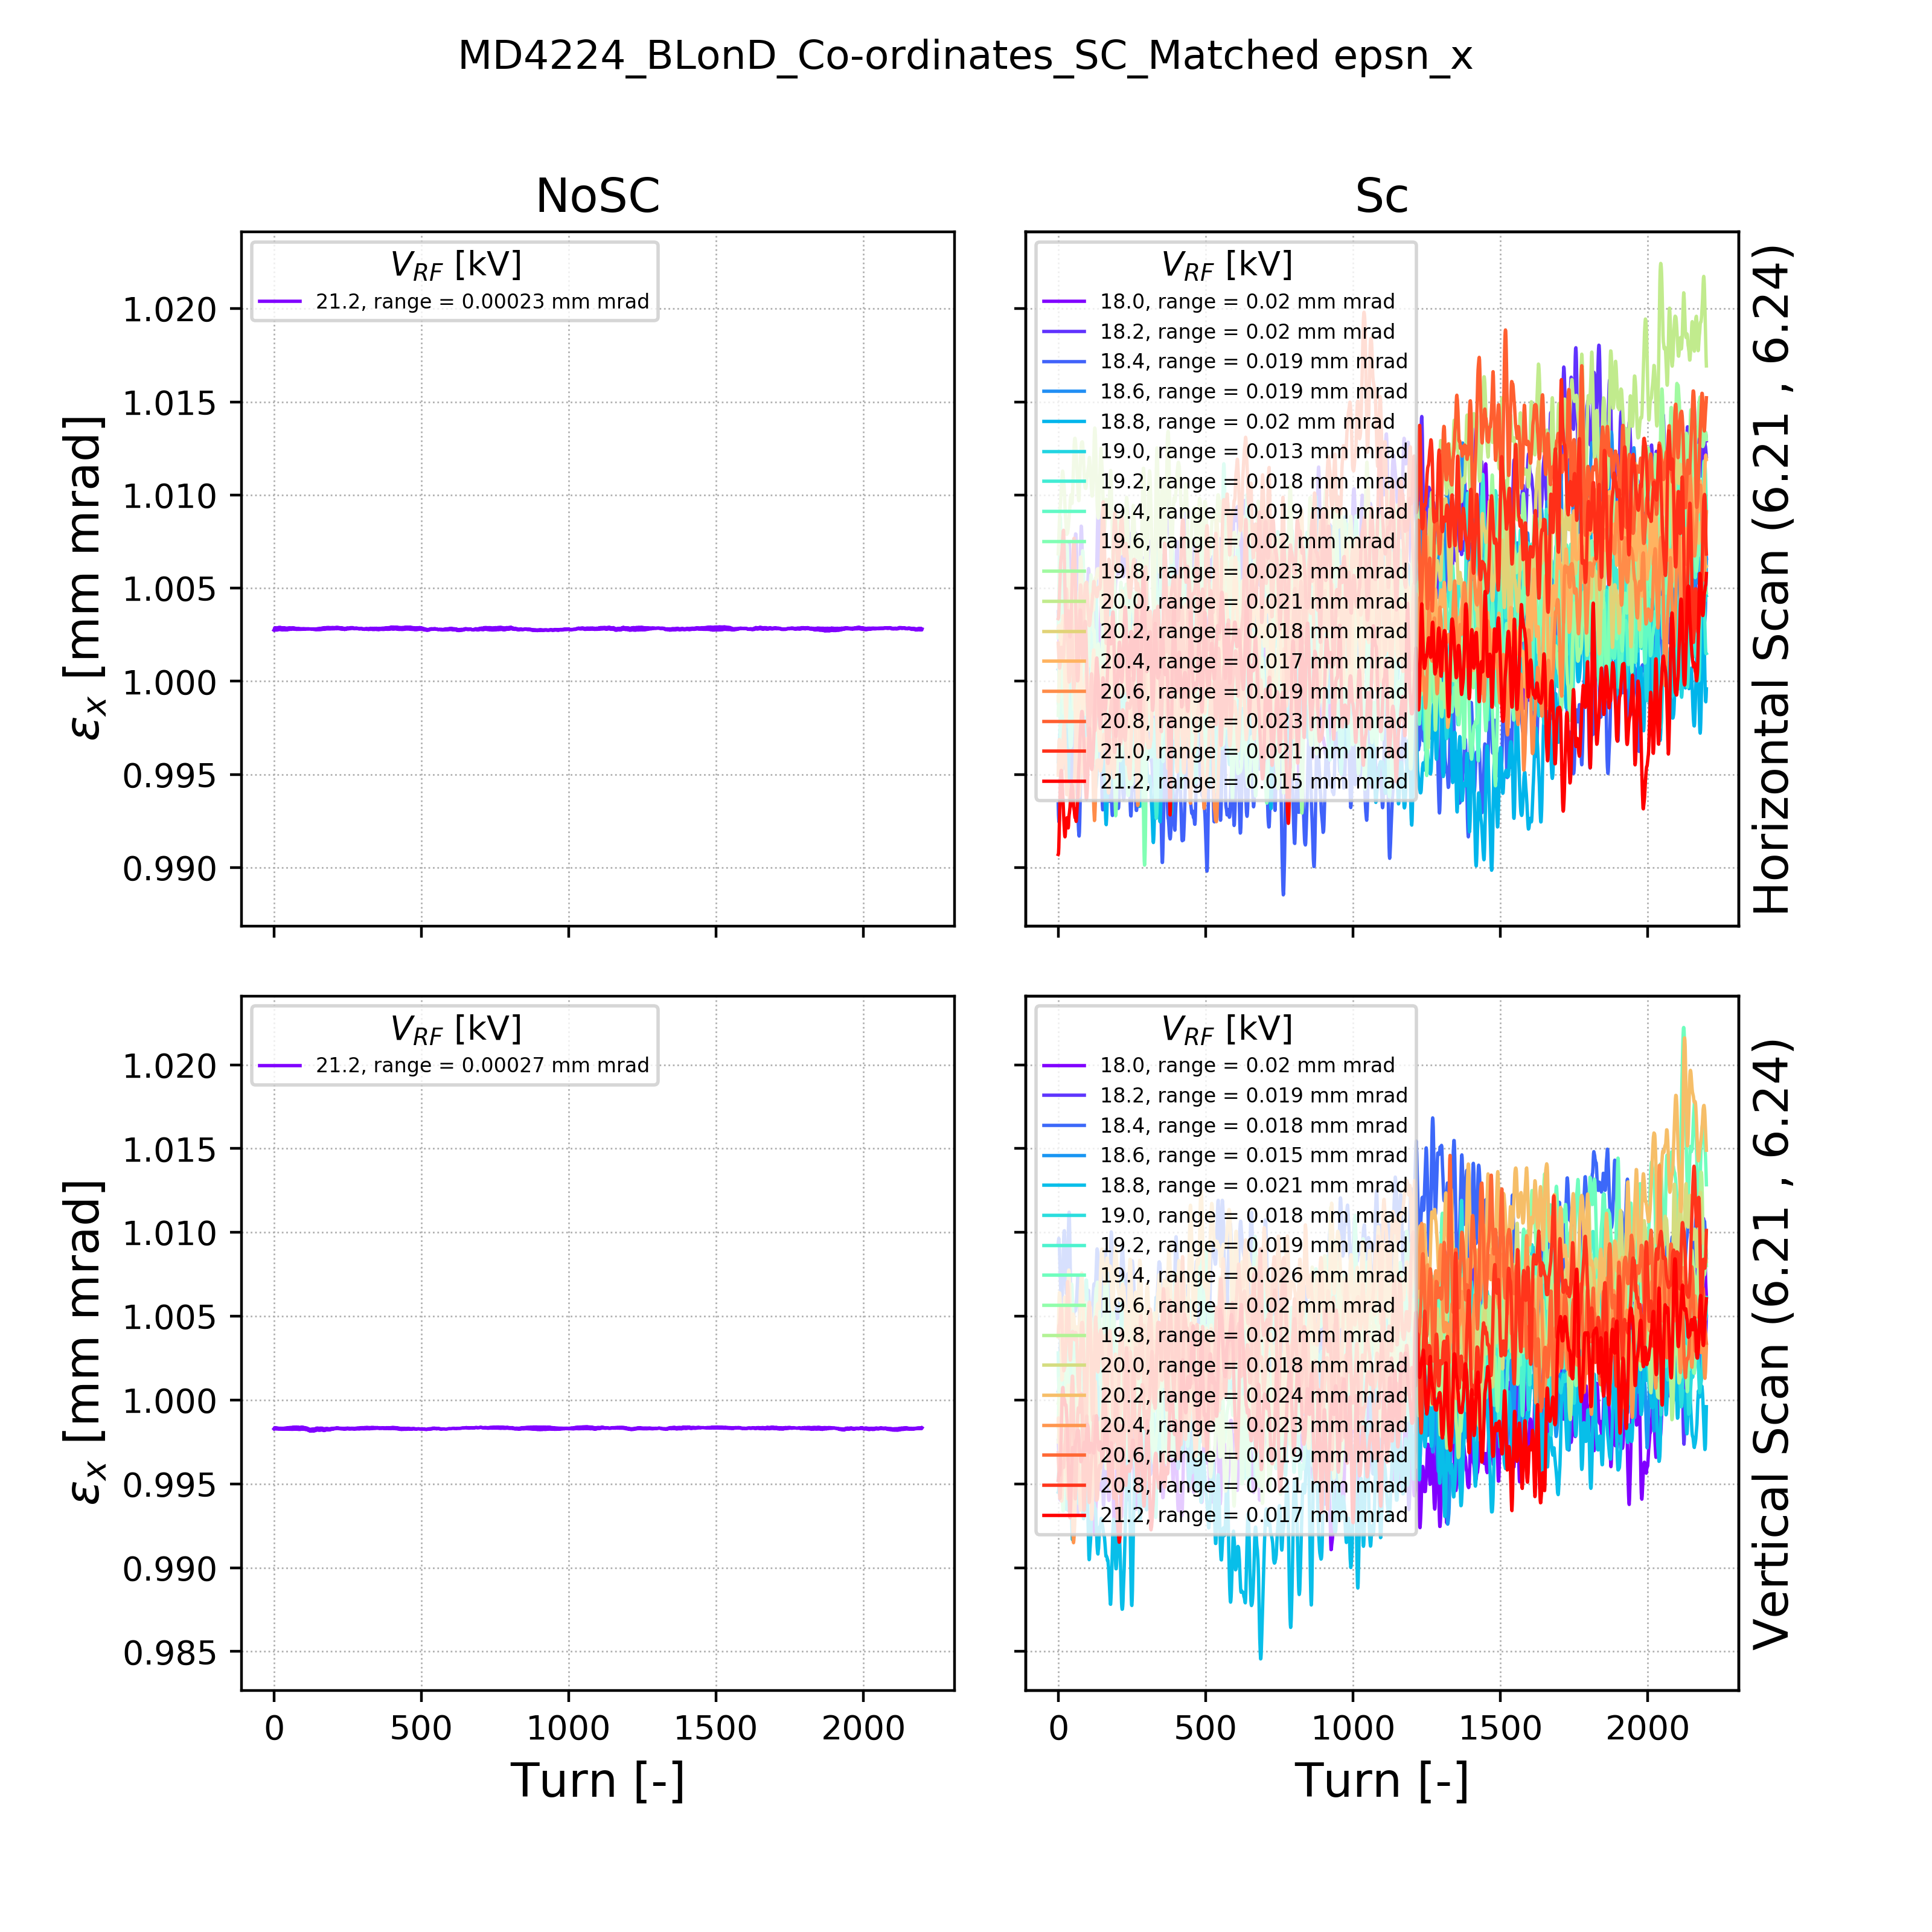 MD4224_BLonD_Co-ordinates_SC_Matched epsn_x
NoSC
Sc
V_RF [kV]
21.2, range = 0.00023 mm mrad
V_RF [kV]
18.0, range = 0.02 mm mrad
18.2, range = 0.02 mm mrad
18.4, range = 0.019 mm mrad
18.6, range = 0.019 mm mrad
18.8, range = 0.02 mm mrad
19.0, range = 0.013 mm mrad
19.2, range = 0.018 mm mrad
19.4, range = 0.019 mm mrad
19.6, range = 0.02 mm mrad
19.8, range = 0.023 mm mrad
20.0, range = 0.021 mm mrad
20.2, range = 0.018 mm mrad
20.4, range = 0.017 mm mrad
20.6, range = 0.019 mm mrad
20.8, range = 0.023 mm mrad
21.0, range = 0.021 mm mrad
21.2, range = 0.015 mm mrad
1.020
1.015
1.010
1.005
1.000
0.995
0.990
ε_x [mm mrad]
Horizontal Scan (6.21 , 6.24)
V_RF [kV]
21.2, range = 0.00027 mm mrad
V_RF [kV]
18.0, range = 0.02 mm mrad
18.2, range = 0.019 mm mrad
18.4, range = 0.018 mm mrad
18.6, range = 0.015 mm mrad
18.8, range = 0.021 mm mrad
19.0, range = 0.018 mm mrad
19.2, range = 0.019 mm mrad
19.4, range = 0.026 mm mrad
19.6, range = 0.02 mm mrad
19.8, range = 0.02 mm mrad
20.0, range = 0.018 mm mrad
20.2, range = 0.024 mm mrad
20.4, range = 0.023 mm mrad
20.6, range = 0.019 mm mrad
20.8, range = 0.021 mm mrad
21.2, range = 0.017 mm mrad
1.020
1.015
1.010
1.005
1.000
0.995
0.990
0.985
ε_x [mm mrad]
Vertical Scan (6.21 , 6.24)
0 500 1000 1500 2000
0 500 1000 1500 2000
Turn [-]
Turn [-]